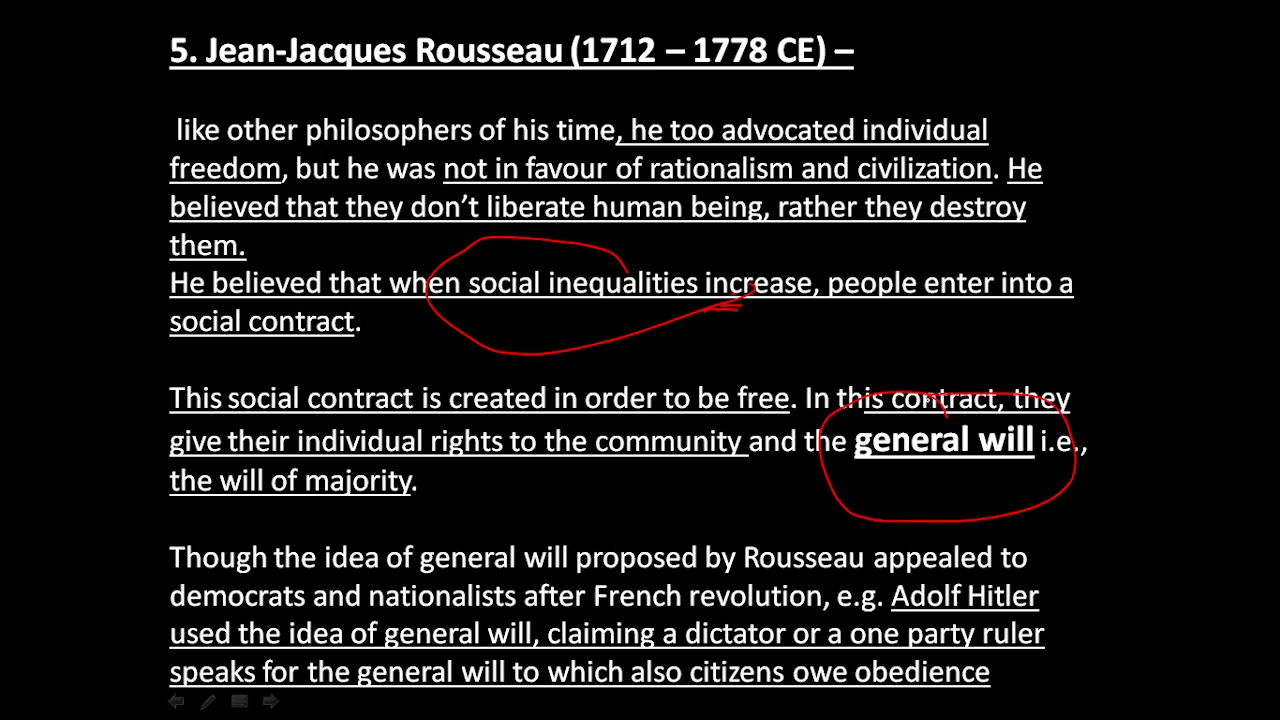 5. Jean-Jacques Rousseau (1712 – 1778 CE) –
like other philosophers of his time, he too advocated individual
freedom, but he was not in favour of rationalism and civilization. He
believed that they don’t liberate human being, rather they destroy
them.
He believed that when social inequalities increase, people enter into a
social contract.
This social contract is created in order to be free. In this contract, they
give their individual rights to the community and the general will i.e.,
the will of majority.
Though the idea of general will proposed by Rousseau appealed to
democrats and nationalists after French revolution, e.g. Adolf Hitler
used the idea of general will, claiming a dictator or a one party ruler
speaks for the general will to which also citizens owe obedience